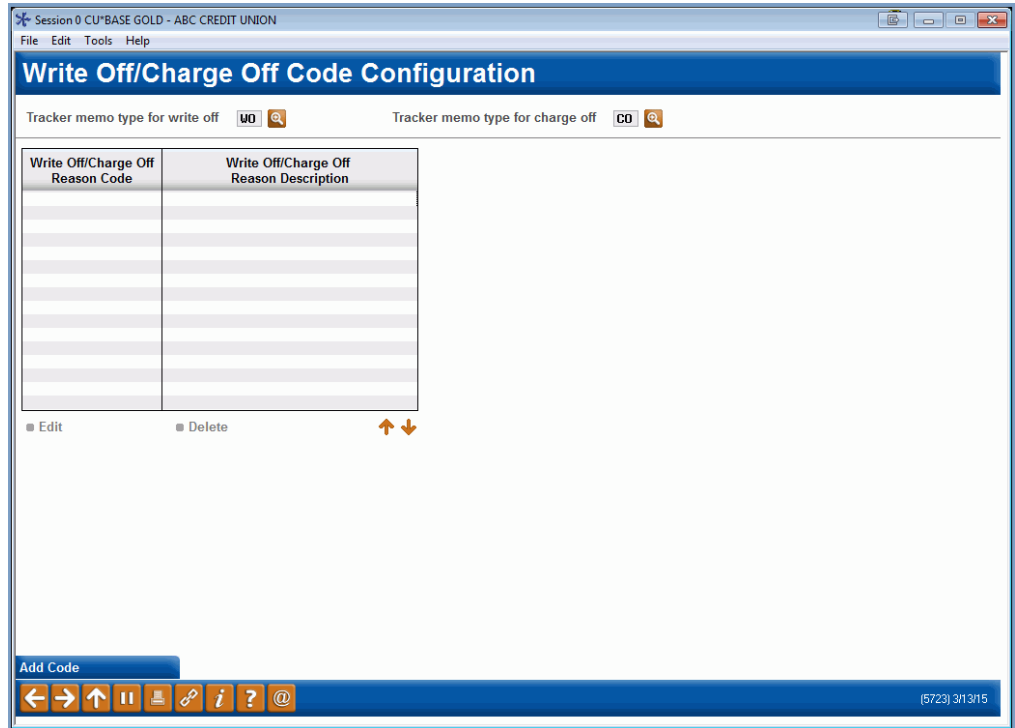 Session 0 CU*BASE GOLD - ABC CREDIT UNION
File Edit Tools Help
Write Off/Charge Off Code Configuration
Tracker memo type for write off WO Tracker memo type for charge off CO
Write Off/Charge Off Write Off/Charge Off
Reason Code Reason Description
Edit Delete
Add Code
i ? @ (5723) 3/13/15